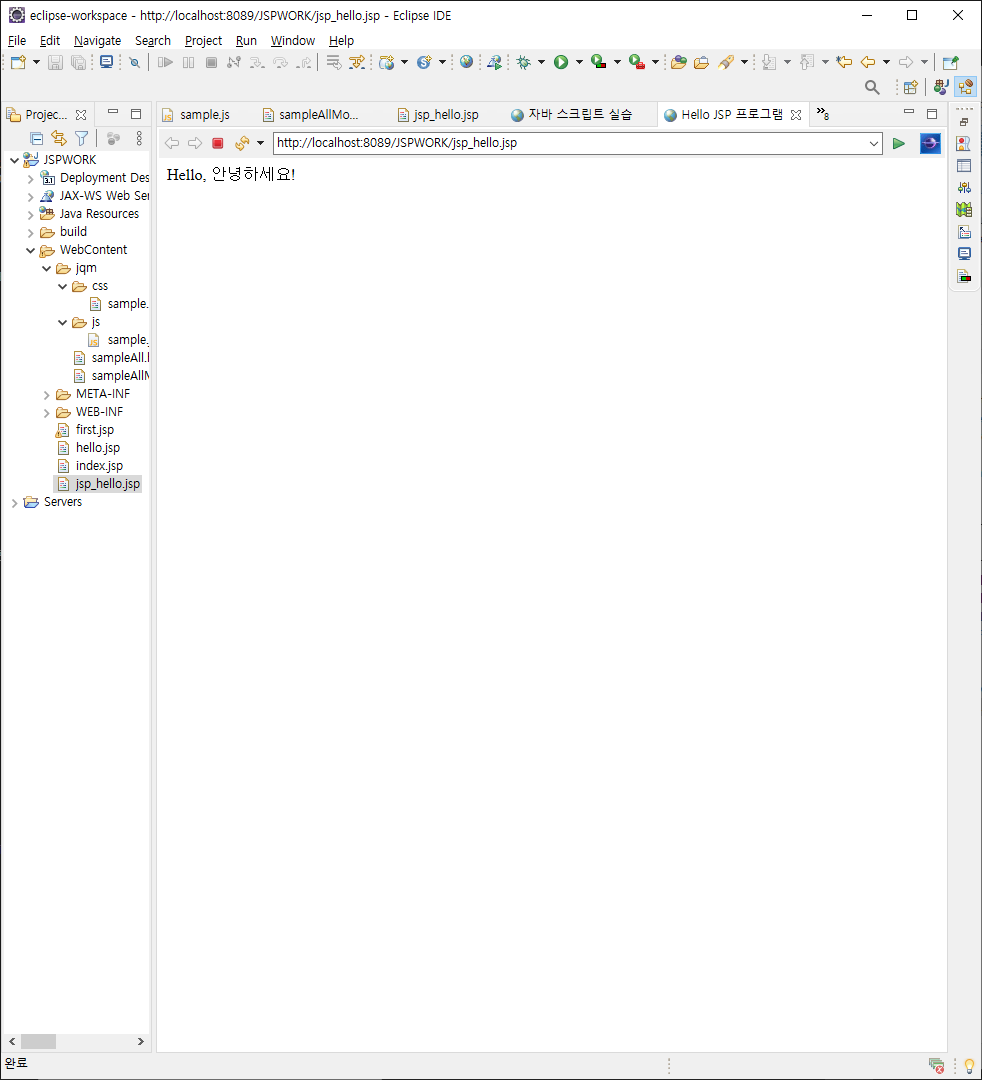 eclipse-workspace - http://localhost:8089/JSPWORK/jsp_hello.jsp - Eclipse IDE
File Edit Navigate Search Project Run Window Help
Projec...
sample.js sampleAllMo... jsp_hello.jsp 자바 스크립트 실습 Hello JSP 프로그램 »8
http://localhost:8089/JSPWORK/jsp_hello.jsp
Hello, 안녕하세요!
JSPWORK
Deployment Des
JAX-WS Web Ser
Java Resources
build
WebContent
jqm
css
sample.
js
sample.
sampleAll.h
sampleAllM
META-INF
WEB-INF
first.jsp
hello.jsp
index.jsp
jsp_hello.jsp
Servers
완료